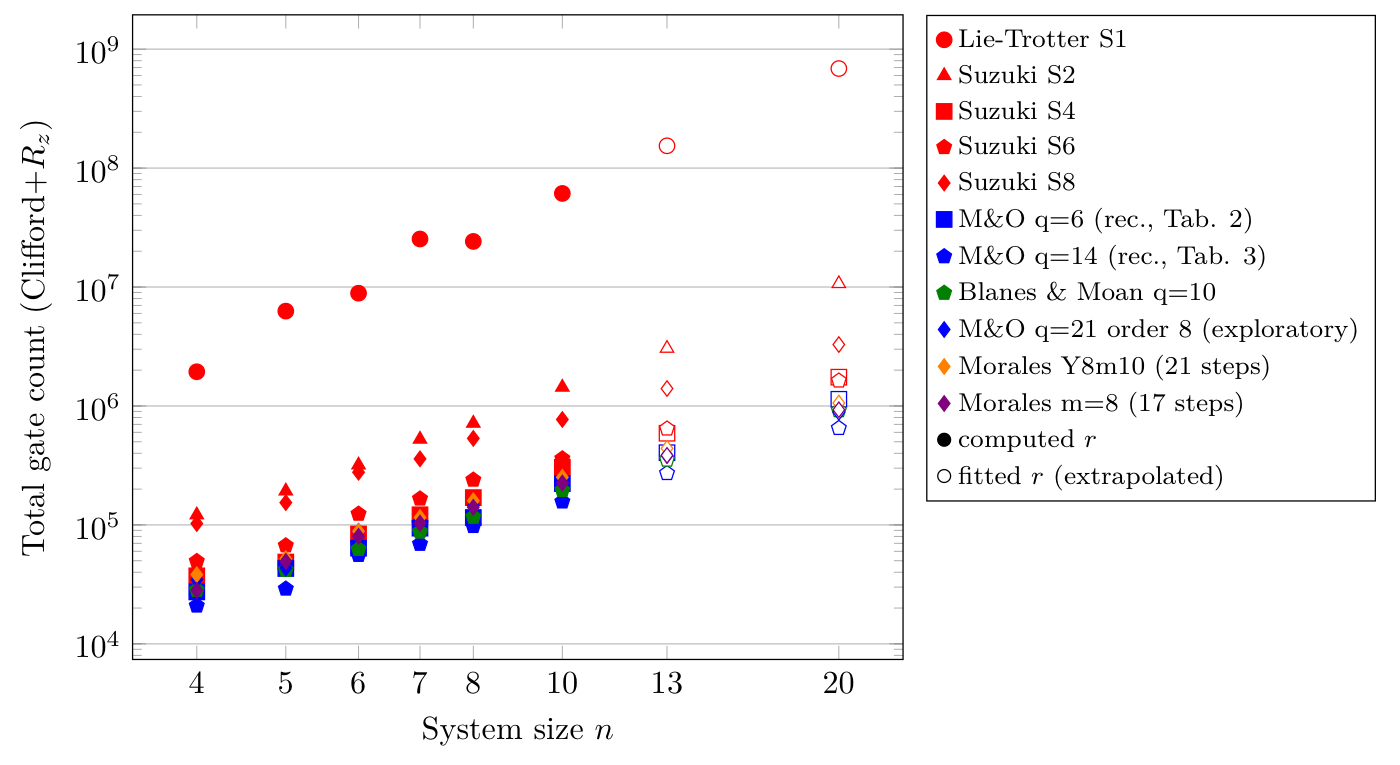 10^9
10^8
10^7
10^6
10^5
10^4
Total gate count (Clifford+R_z)
4 5 6 7 8 10 13 20
System size n
Lie-Trotter S1
Suzuki S2
Suzuki S4
Suzuki S6
Suzuki S8
M&O q=6 (rec., Tab. 2)
M&O q=14 (rec., Tab. 3)
Blanes & Moan q=10
M&O q=21 order 8 (exploratory)
Morales Y8m10 (21 steps)
Morales m=8 (17 steps)
computed r
fitted r (extrapolated)